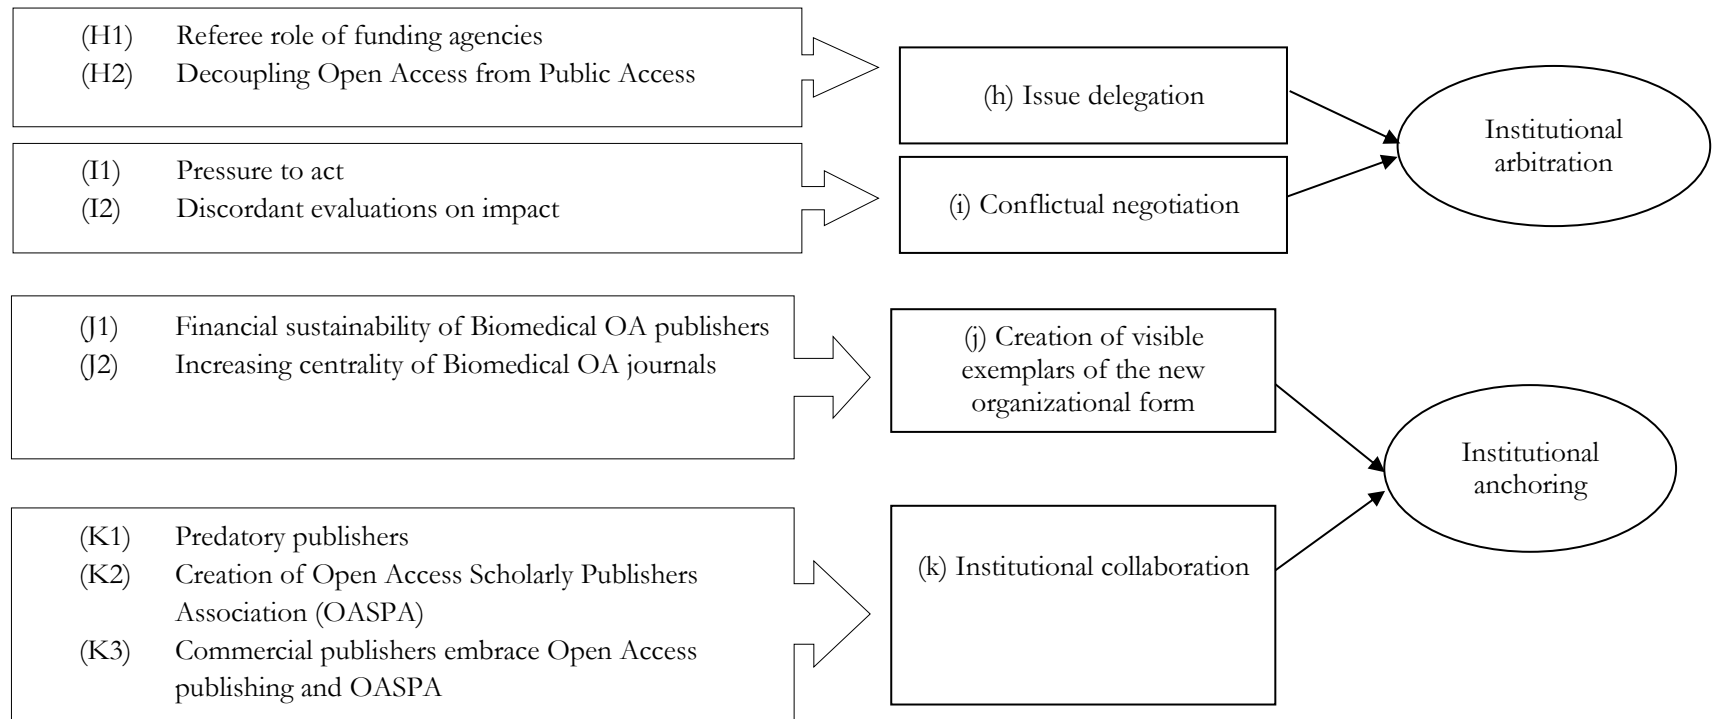 (H1) Referee role of funding agencies
(H2) Decoupling Open Access from Public Access
(h) Issue delegation
(I1) Pressure to act
(I2) Discordant evaluations on impact
(i) Conflictual negotiation
Institutional
arbitration
(J1) Financial sustainability of Biomedical OA publishers
(J2) Increasing centrality of Biomedical OA journals
(j) Creation of visible
exemplars of the new
organizational form
(K1) Predatory publishers
(K2) Creation of Open Access Scholarly Publishers
Association (OASPA)
(K3) Commercial publishers embrace Open Access
publishing and OASPA
(k) Institutional collaboration
Institutional
anchoring